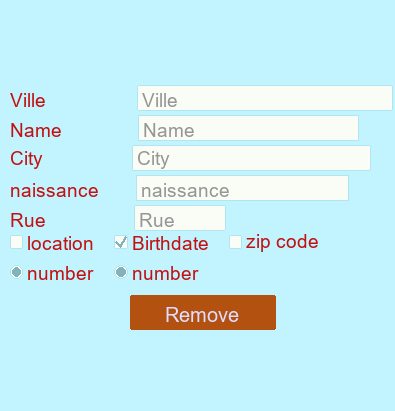 Ville Ville
Name Name
City City
naissance naissance
Rue Rue
location Birthdate zip code
number number
Remove